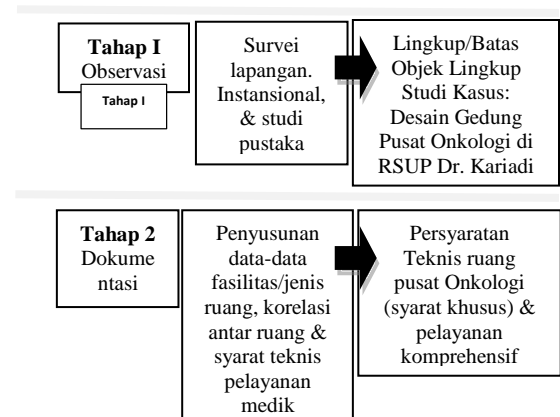 Tahap I
Observasi
Tahap I
Survei
lapangan.
Instansional,
& studi
pustaka
Lingkup/Batas
Objek Lingkup
Studi Kasus:
Desain Gedung
Pusat Onkologi di
RSUP Dr. Kariadi
Tahap 2
Dokume
ntasi
Penyusunan
data-data
fasilitas/jenis
ruang, korelasi
antar ruang &
syarat teknis
pelayanan
medik
Persyaratan
Teknis ruang
pusat Onkologi
(syarat khusus) &
pelayanan
komprehensif